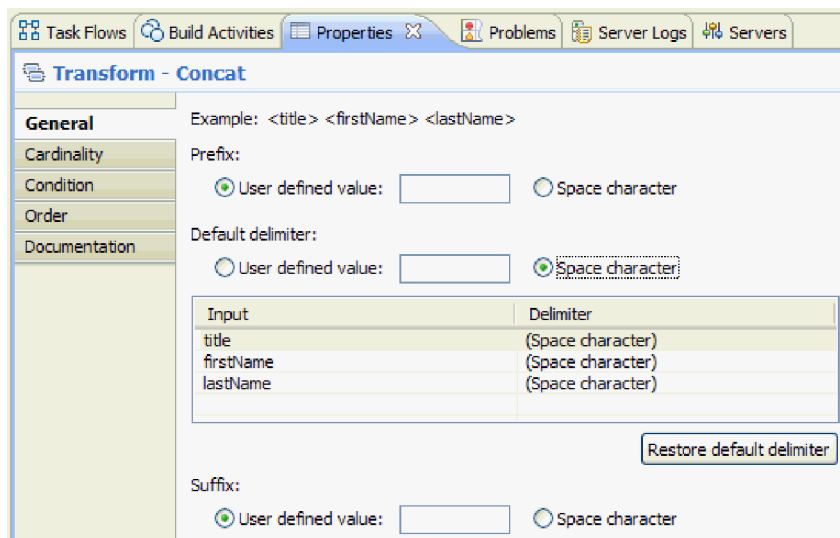 Task Flows Build Activities Properties Problems Server Logs Servers
Transform - Concat
General
Cardinality
Condition
Order
Documentation
Example: <title> <firstName> <lastName>
Prefix:
User defined value: Space character
Default delimiter:
User defined value: Space character
Input Delimiter
title (Space character)
firstName (Space character)
lastName (Space character)
Restore default delimiter
Suffix:
User defined value: Space character